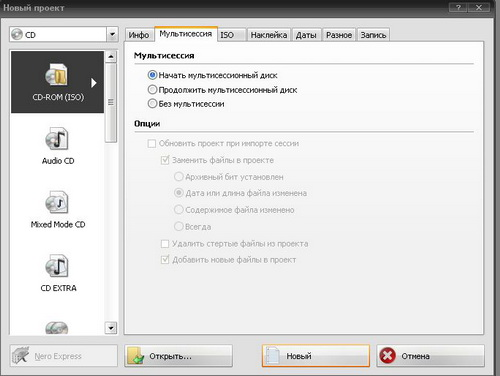 Новый проект
CD
Инфо
Мультисессия
ISO
Наклейка
Даты
Разное
Запись
CD-ROM (ISO)
Audio CD
Mixed Mode CD
CD EXTRA
Мультисессия
Начать мультисессионный диск
Продолжить мультисессионный диск
Без мультисессии
Опции
Обновить проект при импорте сессии
Заменить файлы в проекте
Архивный бит установлен
Дата или длина файла изменена
Содержимое файла изменено
Всегда
Удалить стертые файлы из проекта
Добавить новые файлы в проект
Nero Express
Открыть...
Новый
Отмена